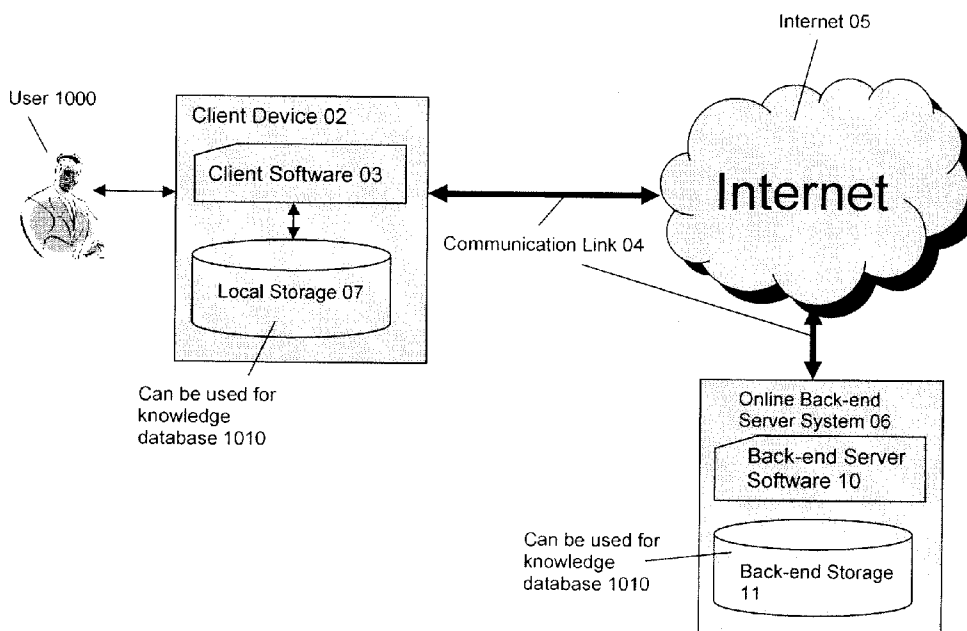 Internet 05
User 1000
Client Device 02
Client Software 03
Internet
Communication Link 04
Local Storage 07
Can be used for
knowledge
database 1010
Online Back-end
Server System 06
Back-end Server
Software 10
Can be used for
knowledge
database 1010
Back-end Storage
11